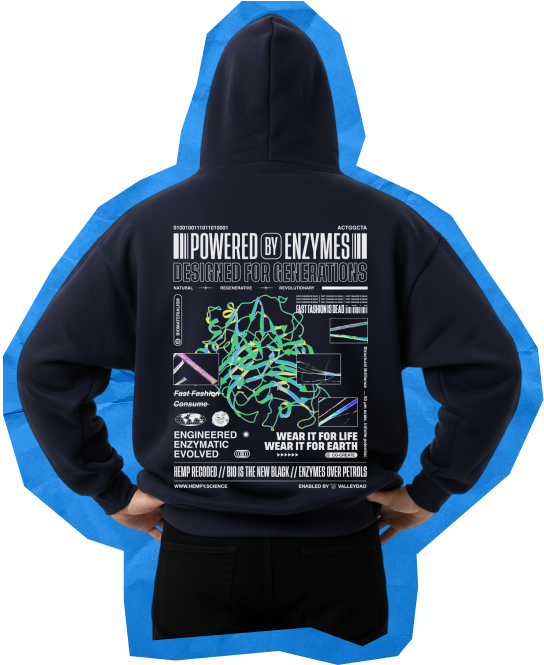 010010011101101001 ACTGGCTA
POWERED BY ENZYMES
DESIGNED FOR GENERATIONS
NATURAL REGENERATIVE REVOLUTIONARY
FAST FASHION IS DEAD
BIOMATERIALISM
Fast Fashion
Consume
ENGINEERED
ENZYMATIC
EVOLVED
WEAR IT FOR LIFE
WEAR IT FOR EARTH
HEMP RECODED // BIO IS THE NEW BLACK // ENZYMES OVER PETROLS
WWW.HEMPY.SCIENCE ENABLED BY VALLEYDAO